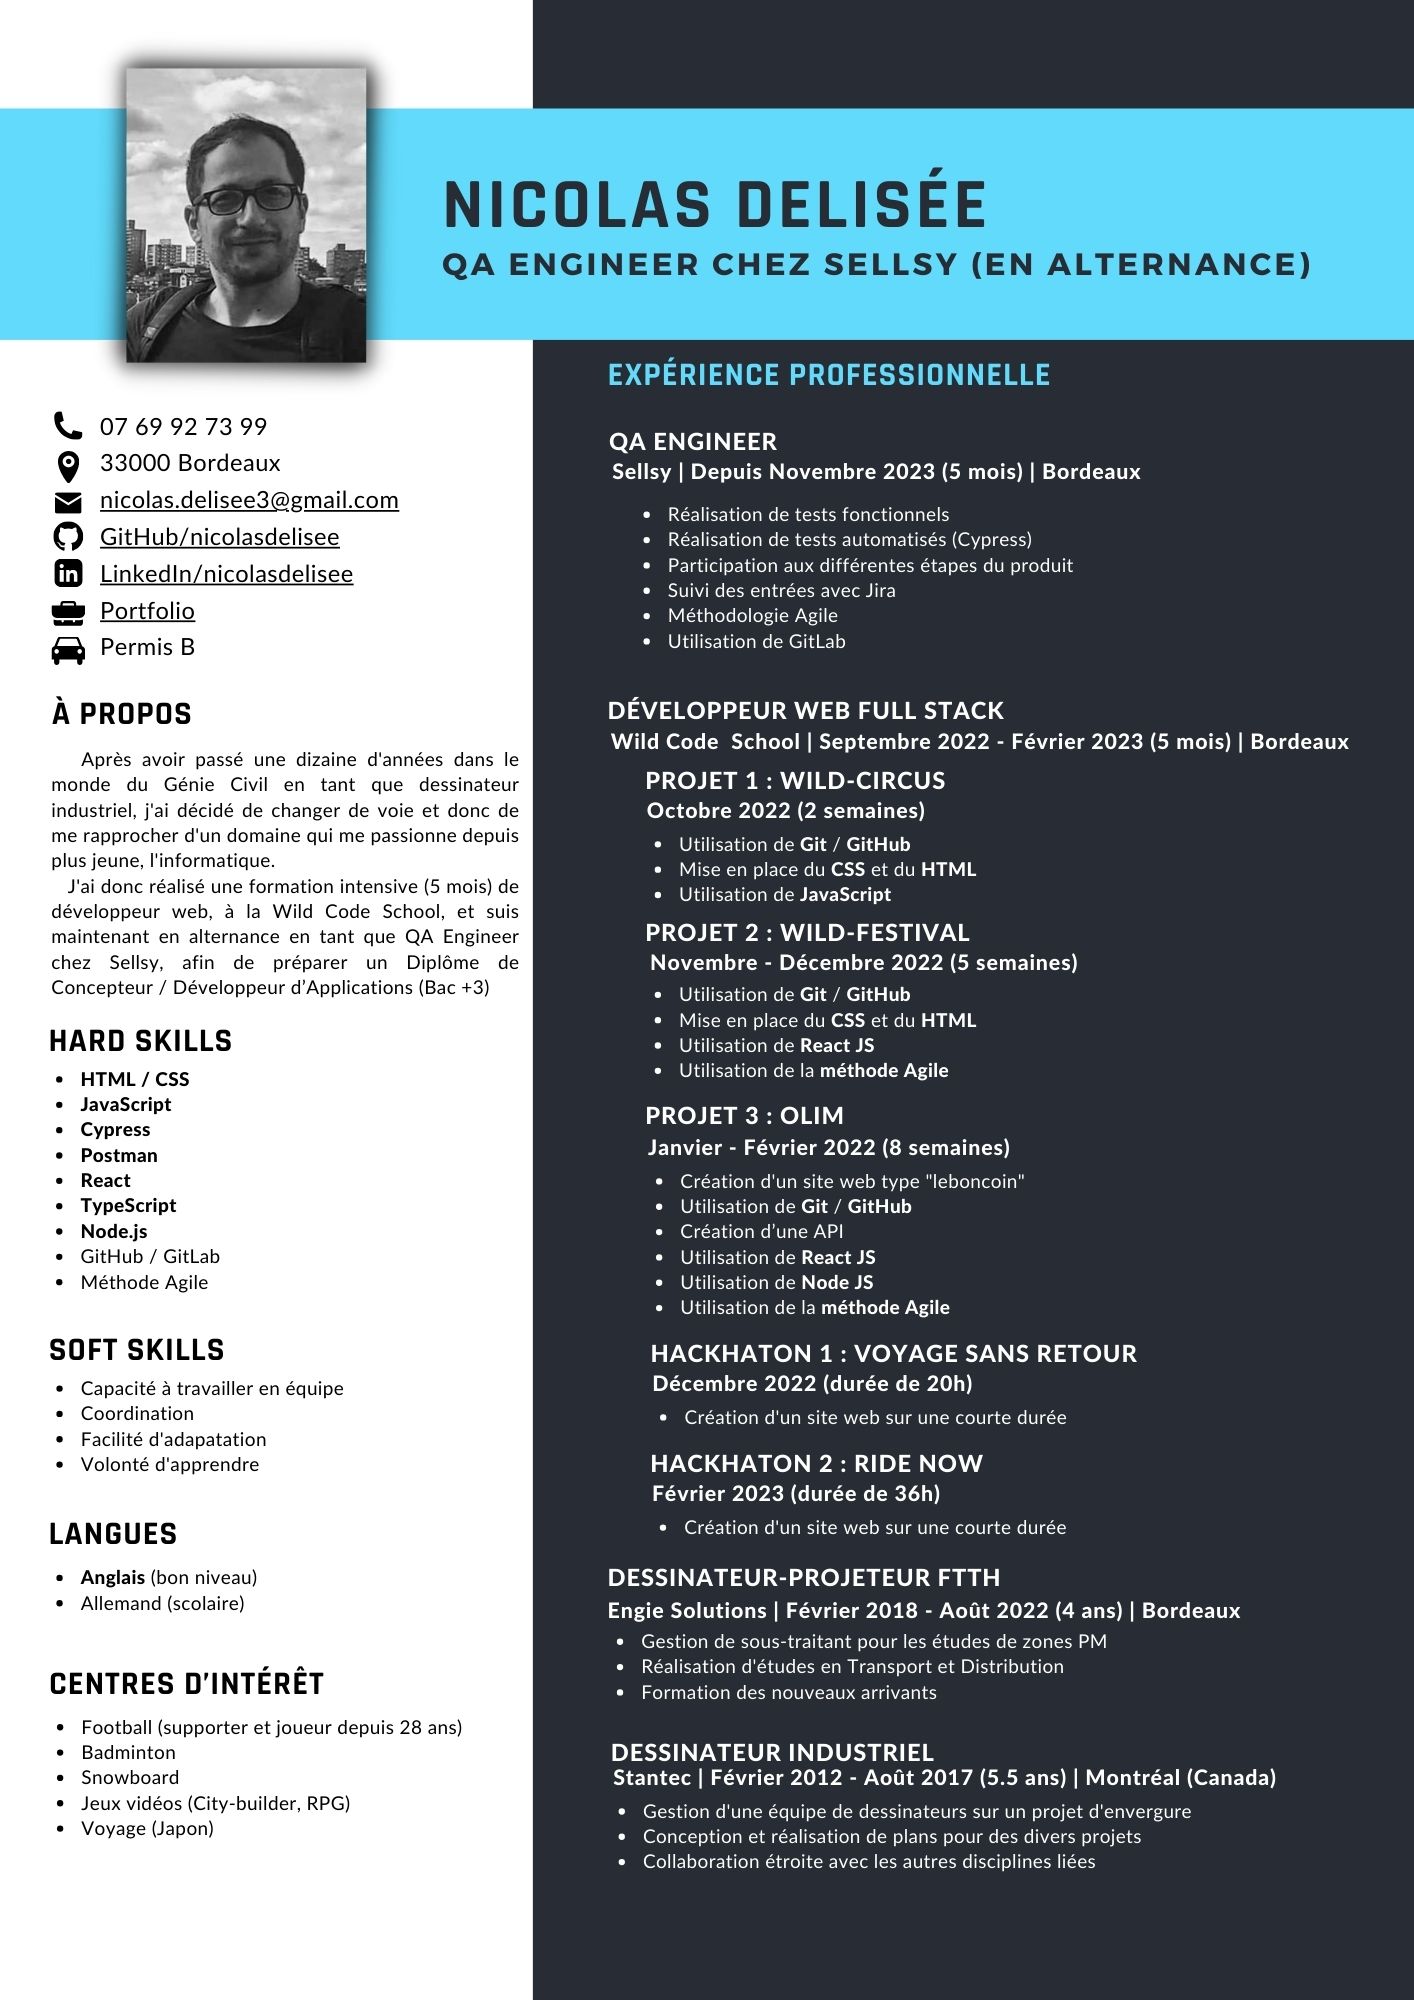 NICOLAS DELISÉE
QA ENGINEER CHEZ SELLSY (EN ALTERNANCE)
07 69 92 73 99
33000 Bordeaux
nicolas.delisee3@gmail.com
GitHub/nicolasdelisee
LinkedIn/nicolasdelisee
Portfolio
Permis B
À PROPOS
Après avoir passé une dizaine d'années dans le
monde du Génie Civil en tant que dessinateur
industriel, j'ai décidé de changer de voie et donc de
me rapprocher d'un domaine qui me passionne depuis
plus jeune, l'informatique.
J'ai donc réalisé une formation intensive (5 mois) de
développeur web, à la Wild Code School, et suis
maintenant en alternance en tant que QA Engineer
chez Sellsy, afin de préparer un Diplôme de
Concepteur / Développeur d’Applications (Bac +3)
HARD SKILLS
• HTML / CSS
• JavaScript
• Cypress
• Postman
• React
• TypeScript
• Node.js
• GitHub / GitLab
• Méthode Agile
SOFT SKILLS
• Capacité à travailler en équipe
• Coordination
• Facilité d'adapatation
• Volonté d'apprendre
LANGUES
• Anglais (bon niveau)
• Allemand (scolaire)
CENTRES D’INTÉRÊT
• Football (supporter et joueur depuis 28 ans)
• Badminton
• Snowboard
• Jeux vidéos (City-builder, RPG)
• Voyage (Japon)
EXPÉRIENCE PROFESSIONNELLE
QA ENGINEER
Sellsy | Depuis Novembre 2023 (5 mois) | Bordeaux
• Réalisation de tests fonctionnels
• Réalisation de tests automatisés (Cypress)
• Participation aux différentes étapes du produit
• Suivi des entrées avec Jira
• Méthodologie Agile
• Utilisation de GitLab
DÉVELOPPEUR WEB FULL STACK
Wild Code School | Septembre 2022 - Février 2023 (5 mois) | Bordeaux
PROJET 1 : WILD-CIRCUS
Octobre 2022 (2 semaines)
• Utilisation de Git / GitHub
• Mise en place du CSS et du HTML
• Utilisation de JavaScript
PROJET 2 : WILD-FESTIVAL
Novembre - Décembre 2022 (5 semaines)
• Utilisation de Git / GitHub
• Mise en place du CSS et du HTML
• Utilisation de React JS
• Utilisation de la méthode Agile
PROJET 3 : OLIM
Janvier - Février 2022 (8 semaines)
• Création d'un site web type "leboncoin"
• Utilisation de Git / GitHub
• Création d’une API
• Utilisation de React JS
• Utilisation de Node JS
• Utilisation de la méthode Agile
HACKHATON 1 : VOYAGE SANS RETOUR
Décembre 2022 (durée de 20h)
• Création d'un site web sur une courte durée
HACKHATON 2 : RIDE NOW
Février 2023 (durée de 36h)
• Création d'un site web sur une courte durée
DESSINATEUR-PROJETEUR FTTH
Engie Solutions | Février 2018 - Août 2022 (4 ans) | Bordeaux
• Gestion de sous-traitant pour les études de zones PM
• Réalisation d'études en Transport et Distribution
• Formation des nouveaux arrivants
DESSINATEUR INDUSTRIEL
Stantec | Février 2012 - Août 2017 (5.5 ans) | Montréal (Canada)
• Gestion d'une équipe de dessinateurs sur un projet d'envergure
• Conception et réalisation de plans pour des divers projets
• Collaboration étroite avec les autres disciplines liées